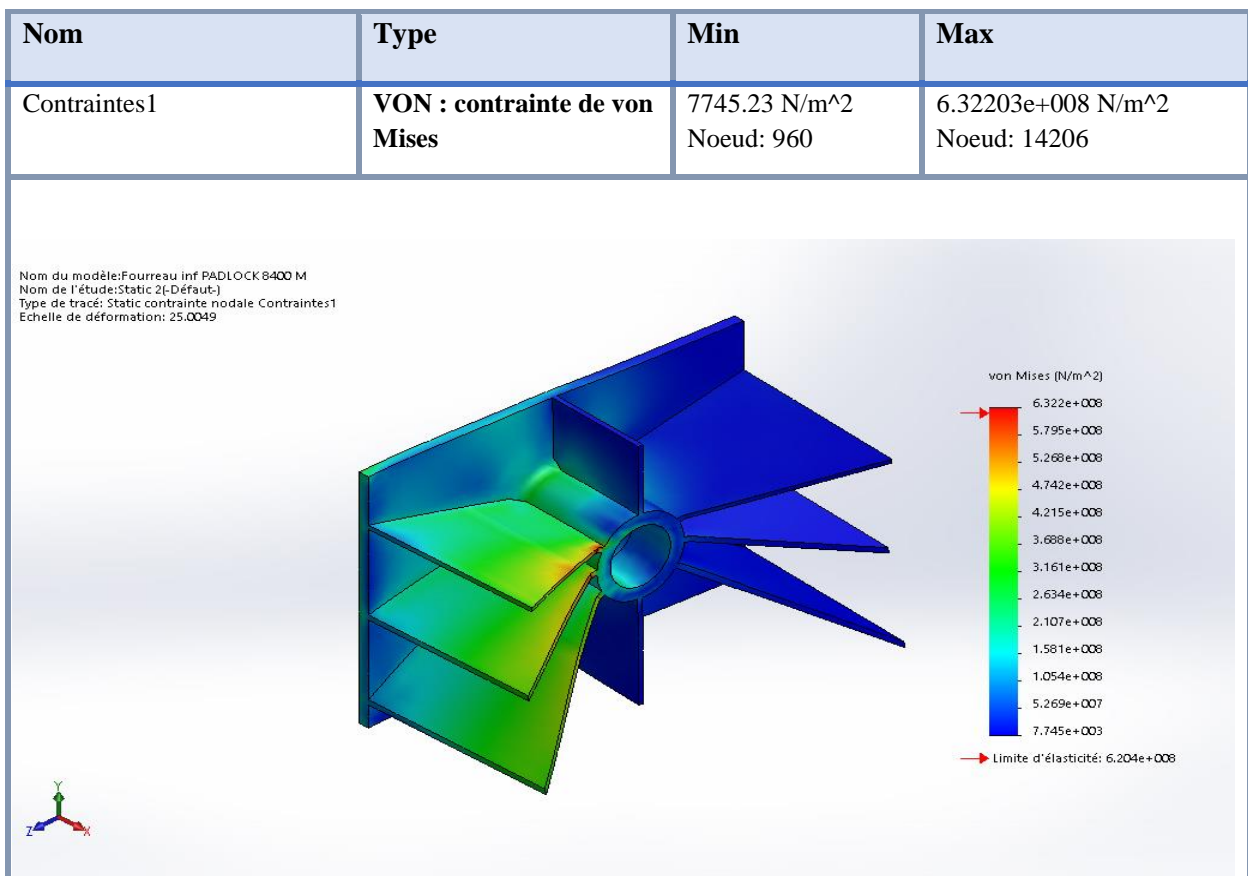 Nom Type Min Max
Contraintes1 VON : contrainte de von 7745.23 N/m^2 6.32203e+008 N/m^2
Mises Noeud: 960 Noeud: 14206
Nom du modèle:Fourreau inf PADLOCK 8400 M
Nom de l'étude:Static 2(-Défaut-)
Type de tracé: Static contrainte nodale Contraintes1
Echelle de déformation: 25.0049
von Mises (N/m^2)
6.322e+008
5.795e+008
5.268e+008
4.742e+008
4.215e+008
3.688e+008
3.161e+008
2.634e+008
2.107e+008
1.581e+008
1.054e+008
5.269e+007
7.745e+003
Limite d'élasticité: 6.204e+008
Y
Z X